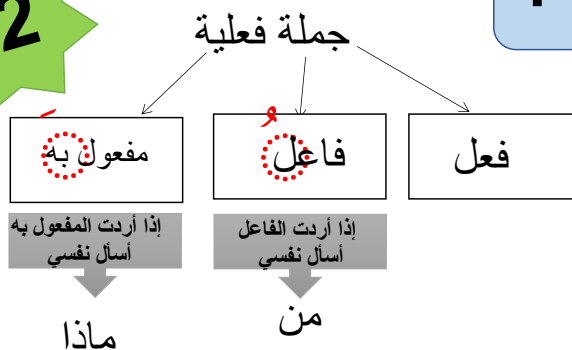 2
جملة فعلية
فعل
فاعلُ
مفعول بهَ
إذا أردت الفاعل
أسأل نفسي
إذا أردت المفعول به
أسأل نفسي
من
ماذا